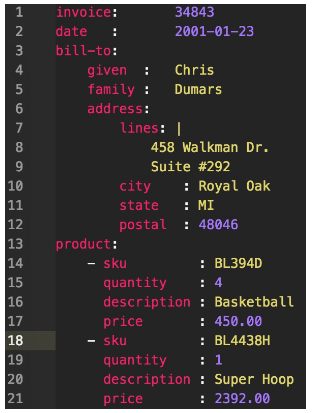 1 invoice: 34843
2 date : 2001-01-23
3 bill-to:
4 given : Chris
5 family : Dumars
6 address:
7 lines: |
8 458 Walkman Dr.
9 Suite #292
10 city : Royal Oak
11 state : MI
12 postal : 48046
13 product:
14 - sku : BL394D
15 quantity : 4
16 description : Basketball
17 price : 450.00
18 - sku : BL4438H
19 quantity : 1
20 description : Super Hoop
21 price : 2392.00